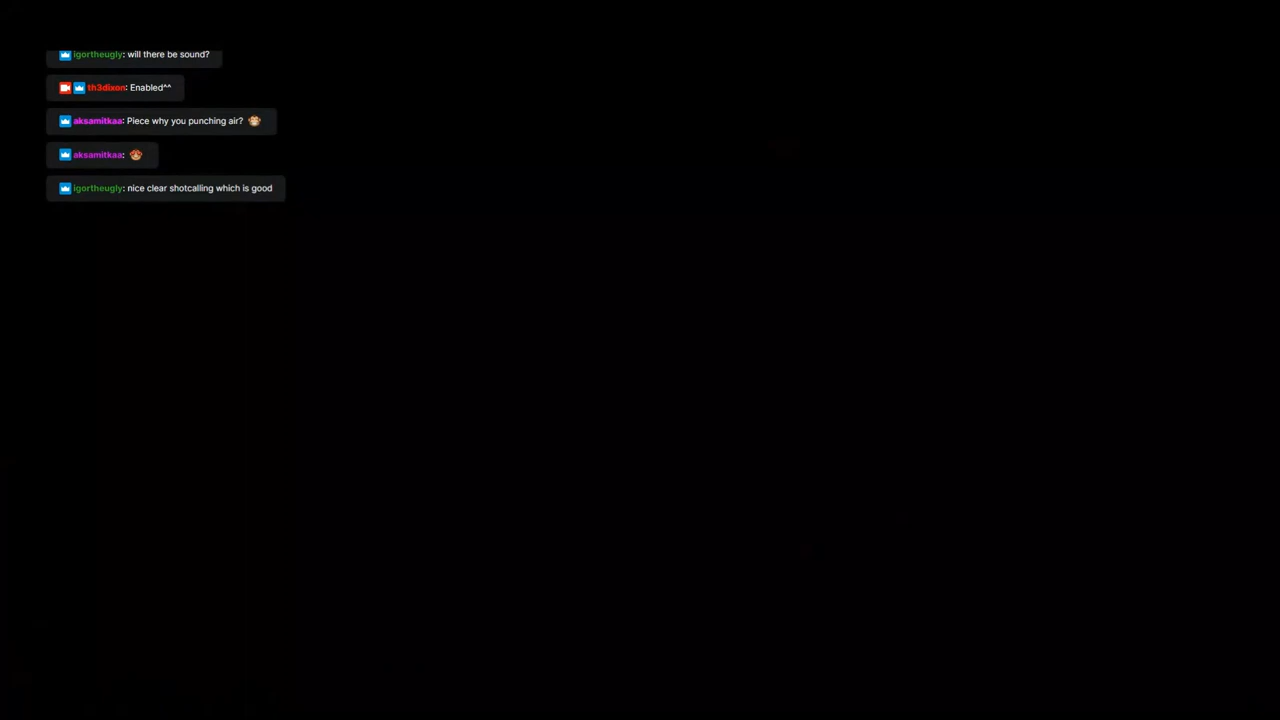 igortheugly: will there be sound?
th3dixon: Enabled^^
aksamitkaa: Piece why you punching air?
aksamitkaa:
igortheugly: nice clear shotcalling which is good